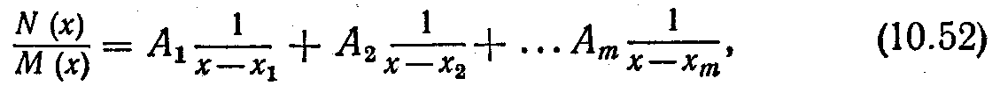 N (x) / M (x) = A₁ 1/(x−x₁) + A₂ 1/(x−x₂) + ... Aₘ 1/(x−xₘ), (10.52)